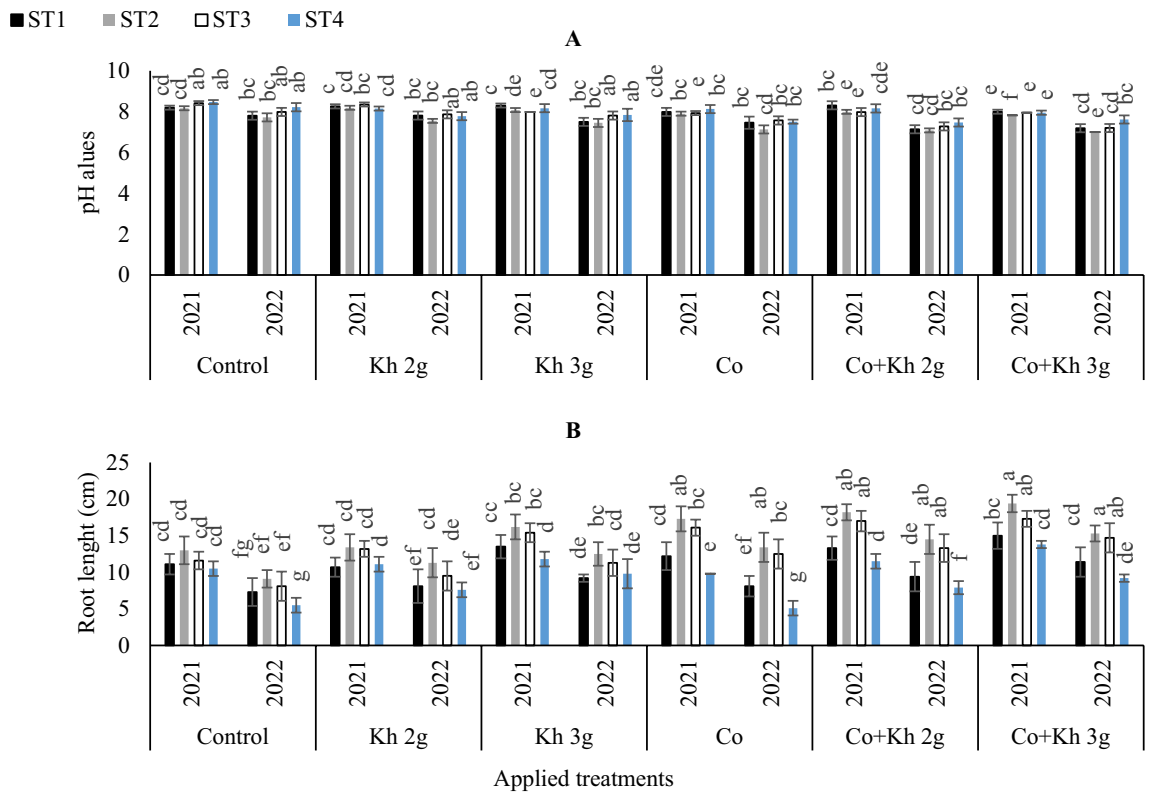 ST1 ST2 ST3 ST4
A
pH alues
10
8
6
4
2
0
cd cd ab ab bc bc ab ab c cd bc cd bc bc ab ab c de e cd bc bc ab ab cde bc e bc bc cd bc bc bc e e cde cd cd bc bc e f e e cd e cd bc
2021 2022 2021 2022 2021 2022 2021 2022 2021 2022 2021 2022
Control Kh 2g Kh 3g Co Co+Kh 2g Co+Kh 3g
B
Root lenght (cm)
25
20
15
10
5
0
cd cd cd cd fg ef ef g cd cd cd d ef cd de ef cc bc bc d de bc cd de cd ab bc e ef ab bc g cd ab ab d de ab ab f bc a ab cd cd ab a ab de
2021 2022 2021 2022 2021 2022 2021 2022 2021 2022 2021 2022
Control Kh 2g Kh 3g Co Co+Kh 2g Co+Kh 3g
Applied treatments